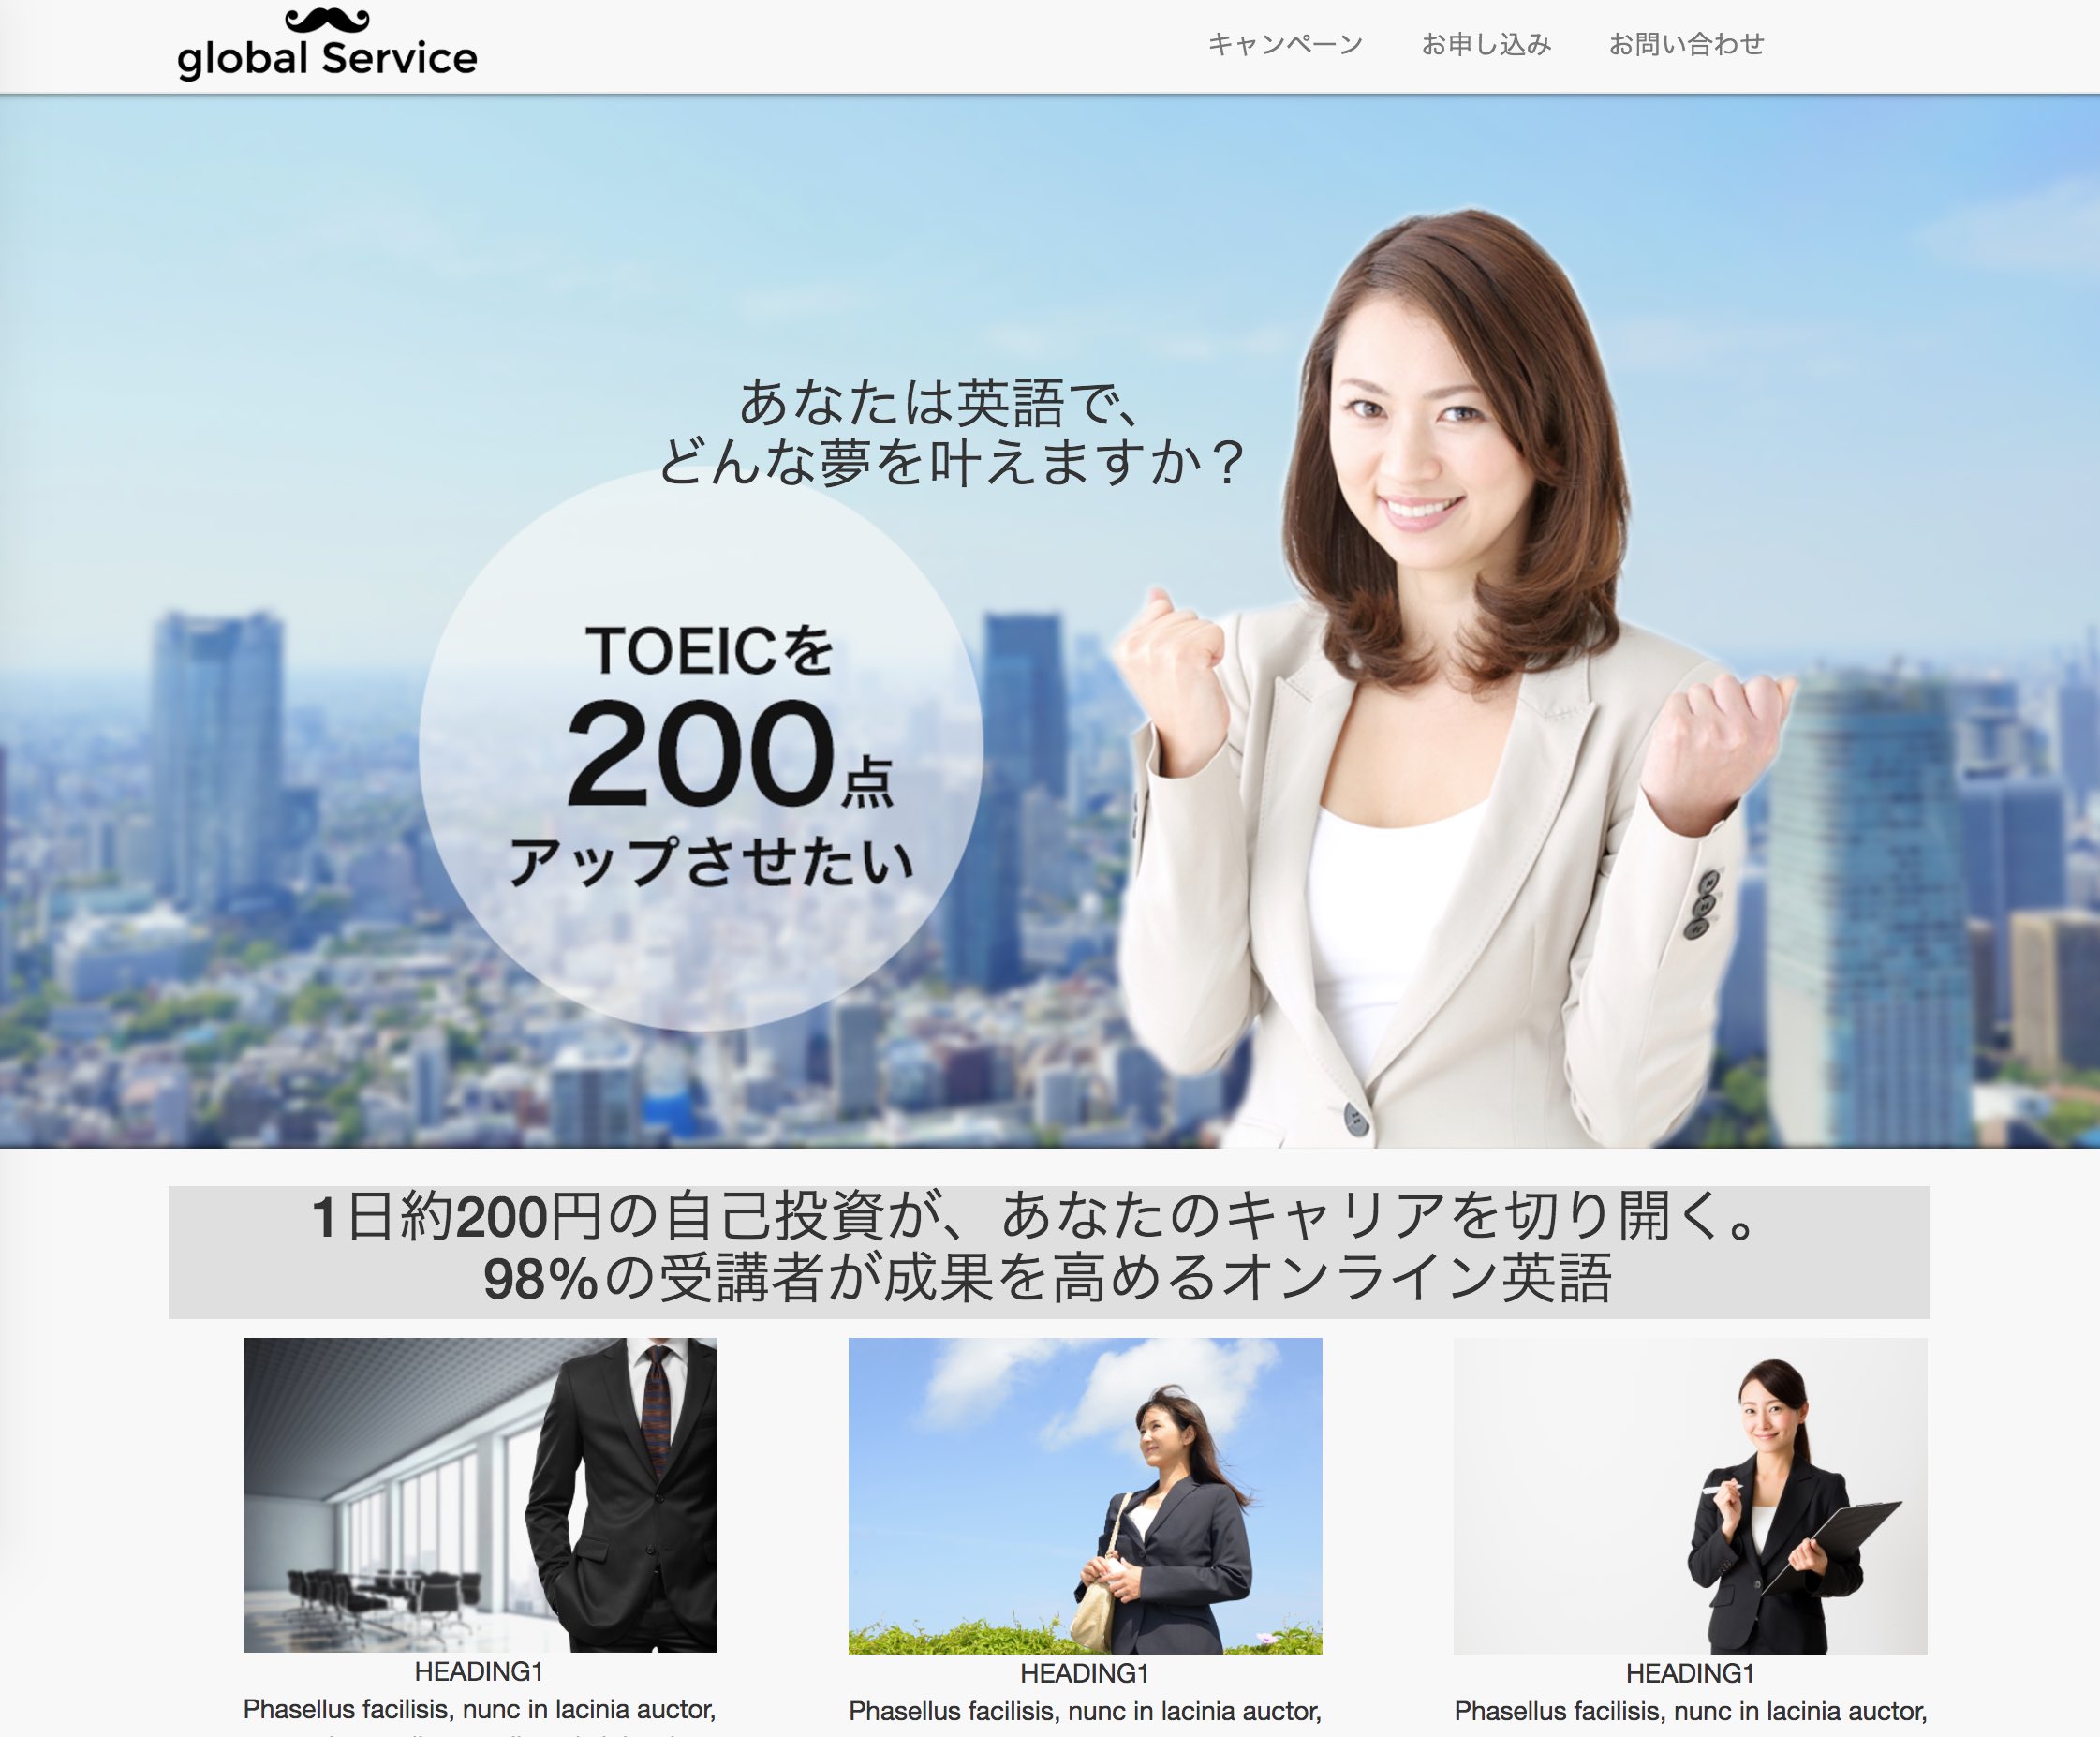 global Service
キャンペーン
お申し込み
お問い合わせ
あなたは英語で、
どんな夢を叶えますか？
TOEICを
200点
アップさせたい
1日約200円の自己投資が、あなたのキャリアを切り開く。
98%の受講者が成果を高めるオンライン英語
HEADING1
Phasellus facilisis, nunc in lacinia auctor,
HEADING1
Phasellus facilisis, nunc in lacinia auctor,
HEADING1
Phasellus facilisis, nunc in lacinia auctor,